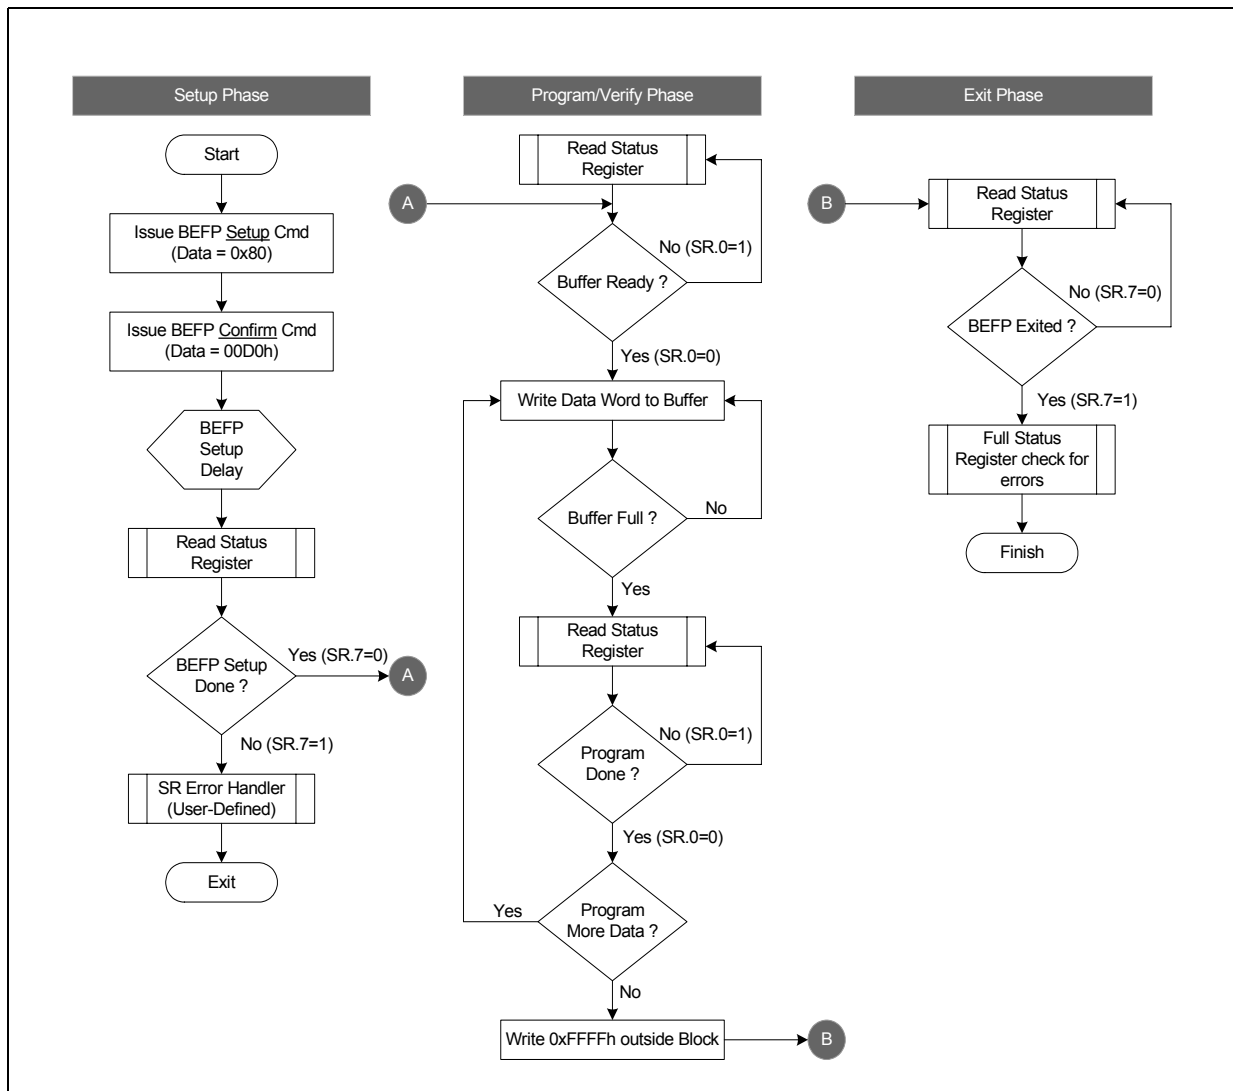 Setup Phase
Start
Issue BEFP Setup Cmd
(Data = 0x80)
Issue BEFP Confirm Cmd
(Data = 00D0h)
BEFP
Setup
Delay
Read Status
Register
BEFP Setup
Done ?
Yes (SR.7=0)
A
No (SR.7=1)
SR Error Handler
(User-Defined)
Exit
Program/Verify Phase
Read Status
Register
A
No (SR.0=1)
Buffer Ready ?
Yes (SR.0=0)
Write Data Word to Buffer
Buffer Full ?
No
Yes
Read Status
Register
No (SR.0=1)
Program
Done ?
Yes (SR.0=0)
Yes
Program
More Data ?
No
Write 0xFFFFh outside Block
B
Exit Phase
B
Read Status
Register
No (SR.7=0)
BEFP Exited ?
Yes (SR.7=1)
Full Status
Register check for
errors
Finish